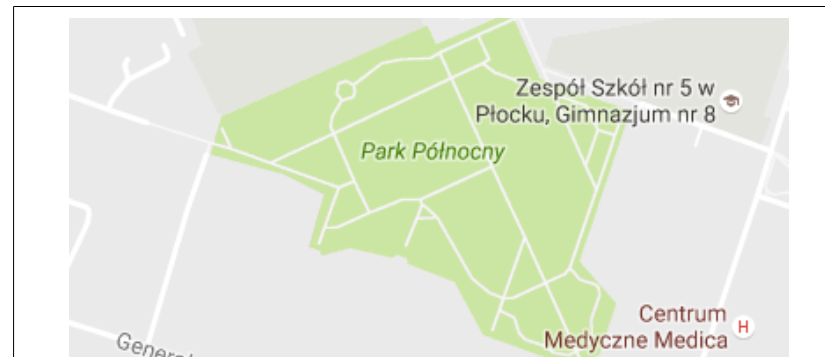 Zespół Szkół nr 5 w
Płocku, Gimnazjum nr 8
Park Północny
Centrum
Medyczne Medica
H